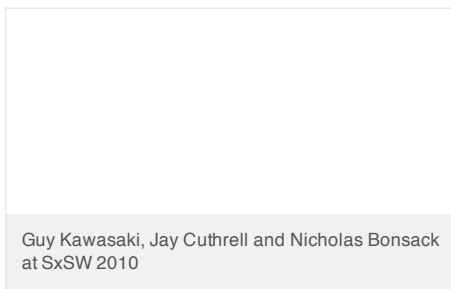 Guy Kawasaki, Jay Cuthrell and Nicholas Bonsack
at SxSW 2010